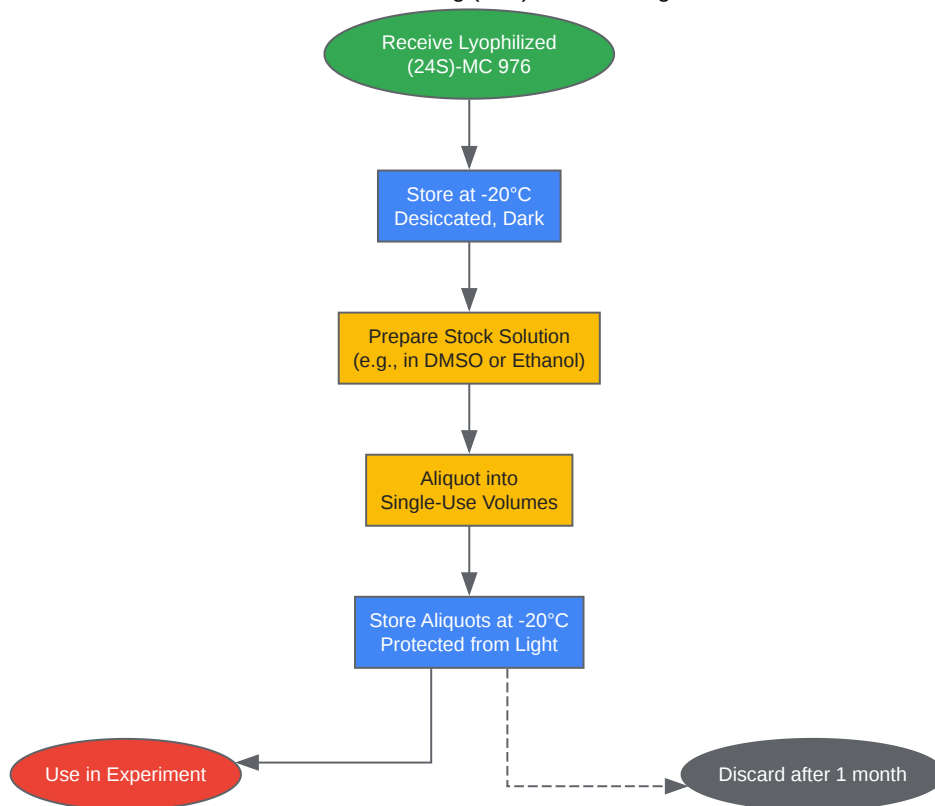 Receive Lyophilized
(24S)-MC 976
Store at -20°C
Desiccated, Dark
Prepare Stock Solution
(e.g., in DMSO or Ethanol)
Aliquot into
Single-Use Volumes
Store Aliquots at -20°C
Protected from Light
Use in Experiment
Discard after 1 month